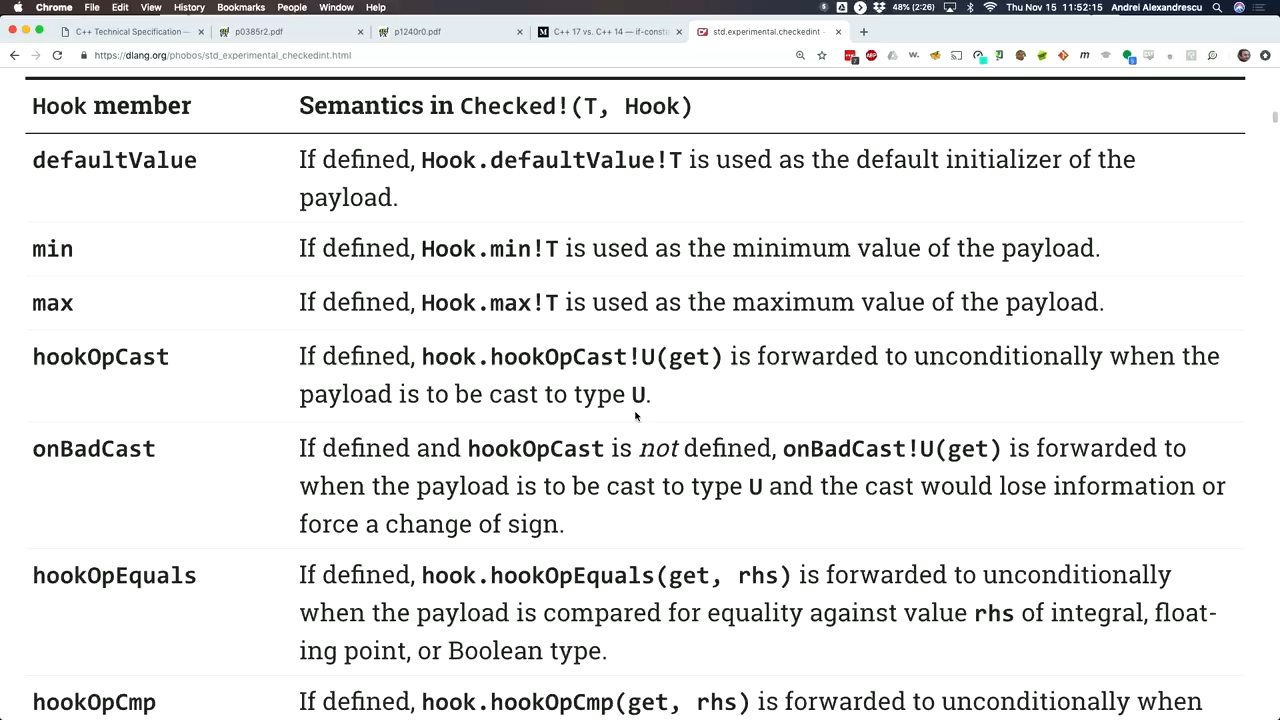 Chrome File Edit View History Bookmarks People Window Help 48% (2:26) Thu Nov 15 11:52:15 Andrei Alexandrescu
C++ Technical Specification — p0385r2.pdf p1240r0.pdf C++ 17 vs. C++ 14 — if-consta std.experimental.checkedint -
https://dlang.org/phobos/std_experimental_checkedint.html
Hook member Semantics in Checked!(T, Hook)
defaultValue If defined, Hook.defaultValue!T is used as the default initializer of the
payload.
min If defined, Hook.min!T is used as the minimum value of the payload.
max If defined, Hook.max!T is used as the maximum value of the payload.
hookOpCast If defined, hook.hookOpCast!U(get) is forwarded to unconditionally when the
payload is to be cast to type U.
onBadCast If defined and hookOpCast is not defined, onBadCast!U(get) is forwarded to
when the payload is to be cast to type U and the cast would lose information or
force a change of sign.
hookOpEquals If defined, hook.hookOpEquals(get, rhs) is forwarded to unconditionally
when the payload is compared for equality against value rhs of integral, float-
ing point, or Boolean type.
hookOpCmp If defined, hook.hookOpCmp(get, rhs) is forwarded to unconditionally when